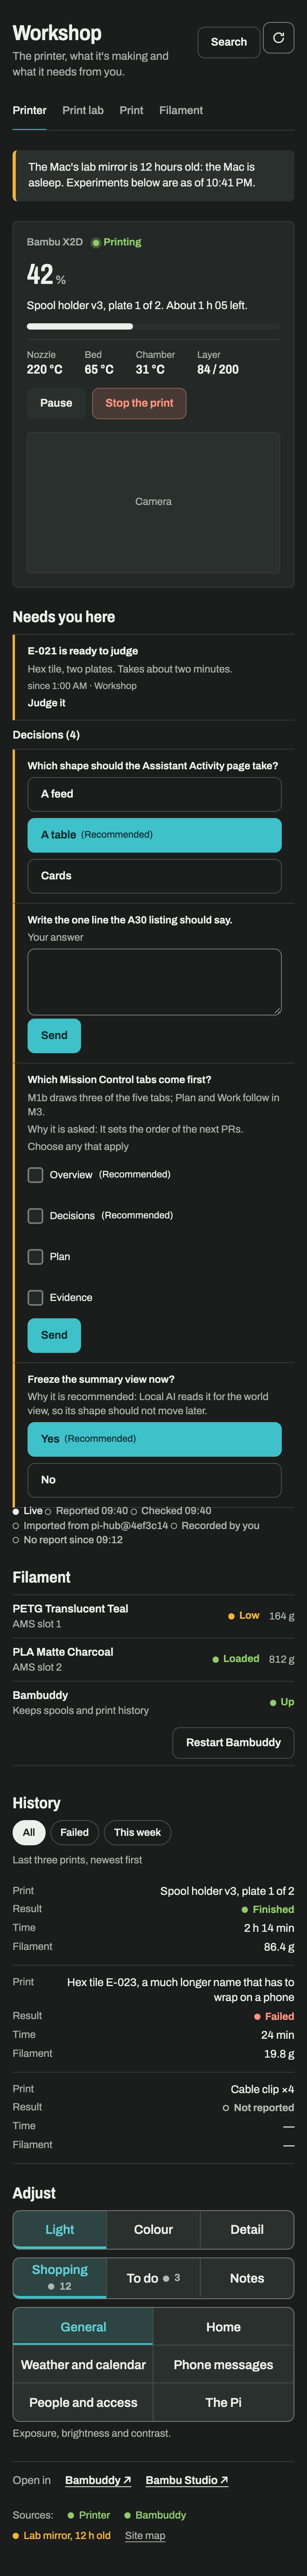 Workshop
The printer, what it's making and
what it needs from you.
Search
Printer
Print lab
Print
Filament
The Mac's lab mirror is 12 hours old: the Mac is
asleep. Experiments below are as of 10:41 PM.
Bambu X2D
Printing
42 %
Spool holder v3, plate 1 of 2. About 1 h 05 left.
Nozzle
220 °C
Bed
65 °C
Chamber
31 °C
Layer
84 / 200
Pause
Stop the print
Camera
Needs you here
E-021 is ready to judge
Hex tile, two plates. Takes about two minutes.
since 1:00 AM · Workshop
Judge it
Decisions (4)
Which shape should the Assistant Activity page take?
A feed
A table (Recommended)
Cards
Write the one line the A30 listing should say.
Your answer
Send
Which Mission Control tabs come first?
M1b draws three of the five tabs; Plan and Work follow in
M3.
Why it is asked: It sets the order of the next PRs.
Choose any that apply
Overview (Recommended)
Decisions (Recommended)
Plan
Evidence
Send
Freeze the summary view now?
Why it is recommended: Local AI reads it for the world
view, so its shape should not move later.
Yes (Recommended)
No
Live Reported 09:40 Checked 09:40
Imported from pi-hub@4ef3c14 Recorded by you
No report since 09:12
Filament
PETG Translucent Teal
AMS slot 1
Low 164 g
PLA Matte Charcoal
AMS slot 2
Loaded 812 g
Bambuddy
Keeps spools and print history
Up
Restart Bambuddy
History
All
Failed
This week
Last three prints, newest first
Print Spool holder v3, plate 1 of 2
Result Finished
Time 2 h 14 min
Filament 86.4 g
Print Hex tile E-023, a much longer name that has to
wrap on a phone
Result Failed
Time 24 min
Filament 19.8 g
Print Cable clip ×4
Result Not reported
Time —
Filament —
Adjust
Light
Colour
Detail
Shopping
12
To do 3
Notes
General
Home
Weather and calendar
Phone messages
People and access
The Pi
Exposure, brightness and contrast.
Open in Bambuddy ↗ Bambu Studio ↗
Sources: Printer Bambuddy
Lab mirror, 12 h old Site map